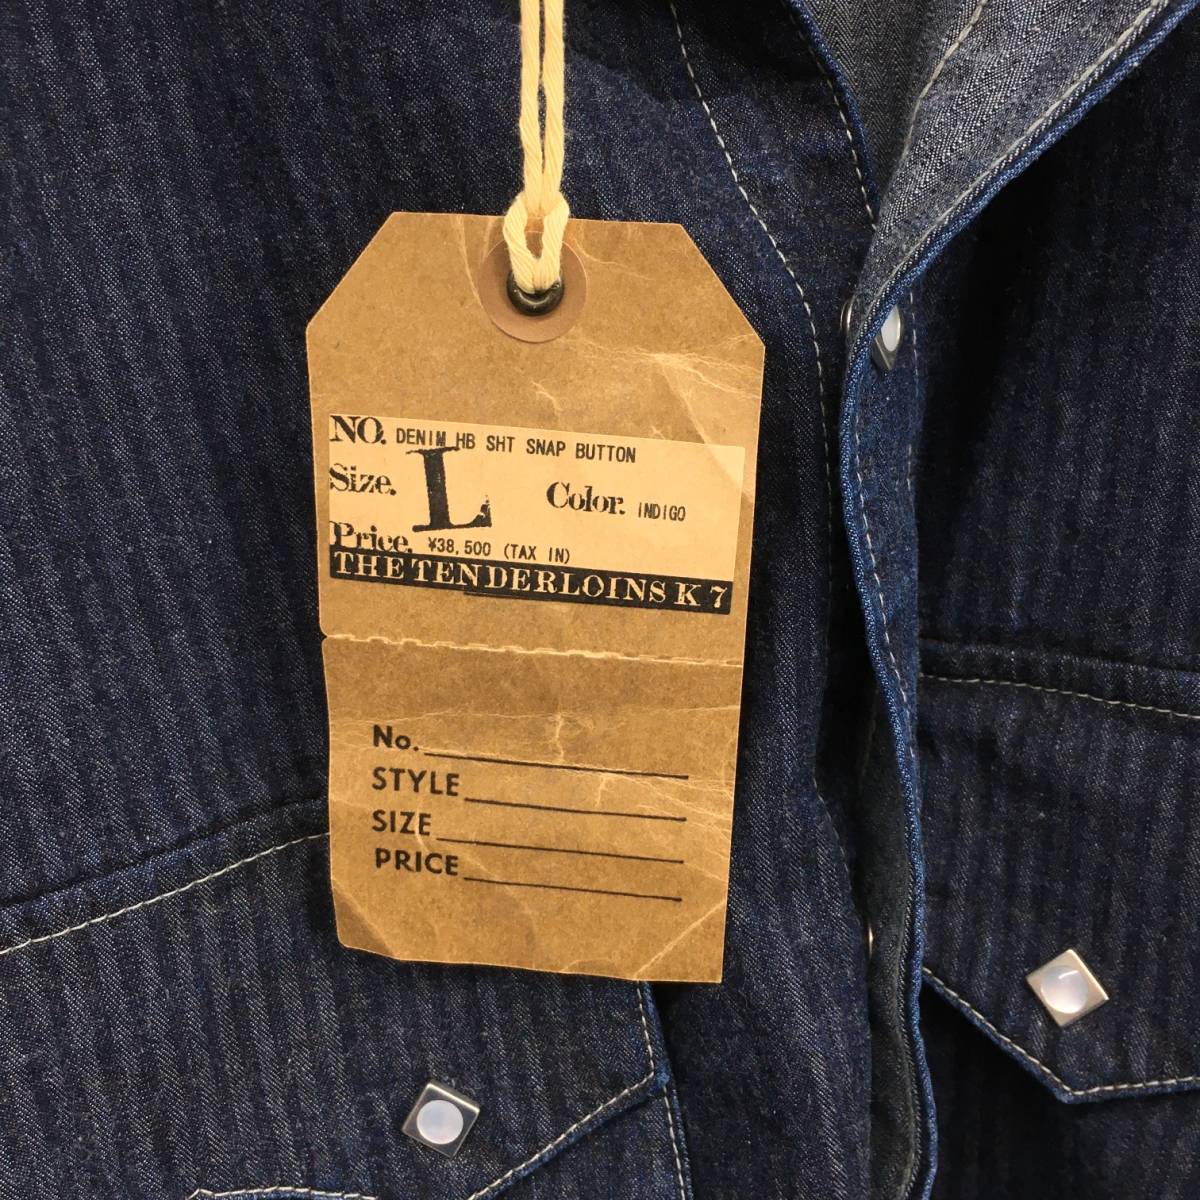 NO. DENIM HB SHT SNAP BUTTON
Size. L Color. INDIGO
Price. ¥38,500 (TAX IN)
THE TENDERLOINS K 7
No.
STYLE
SIZE
PRICE